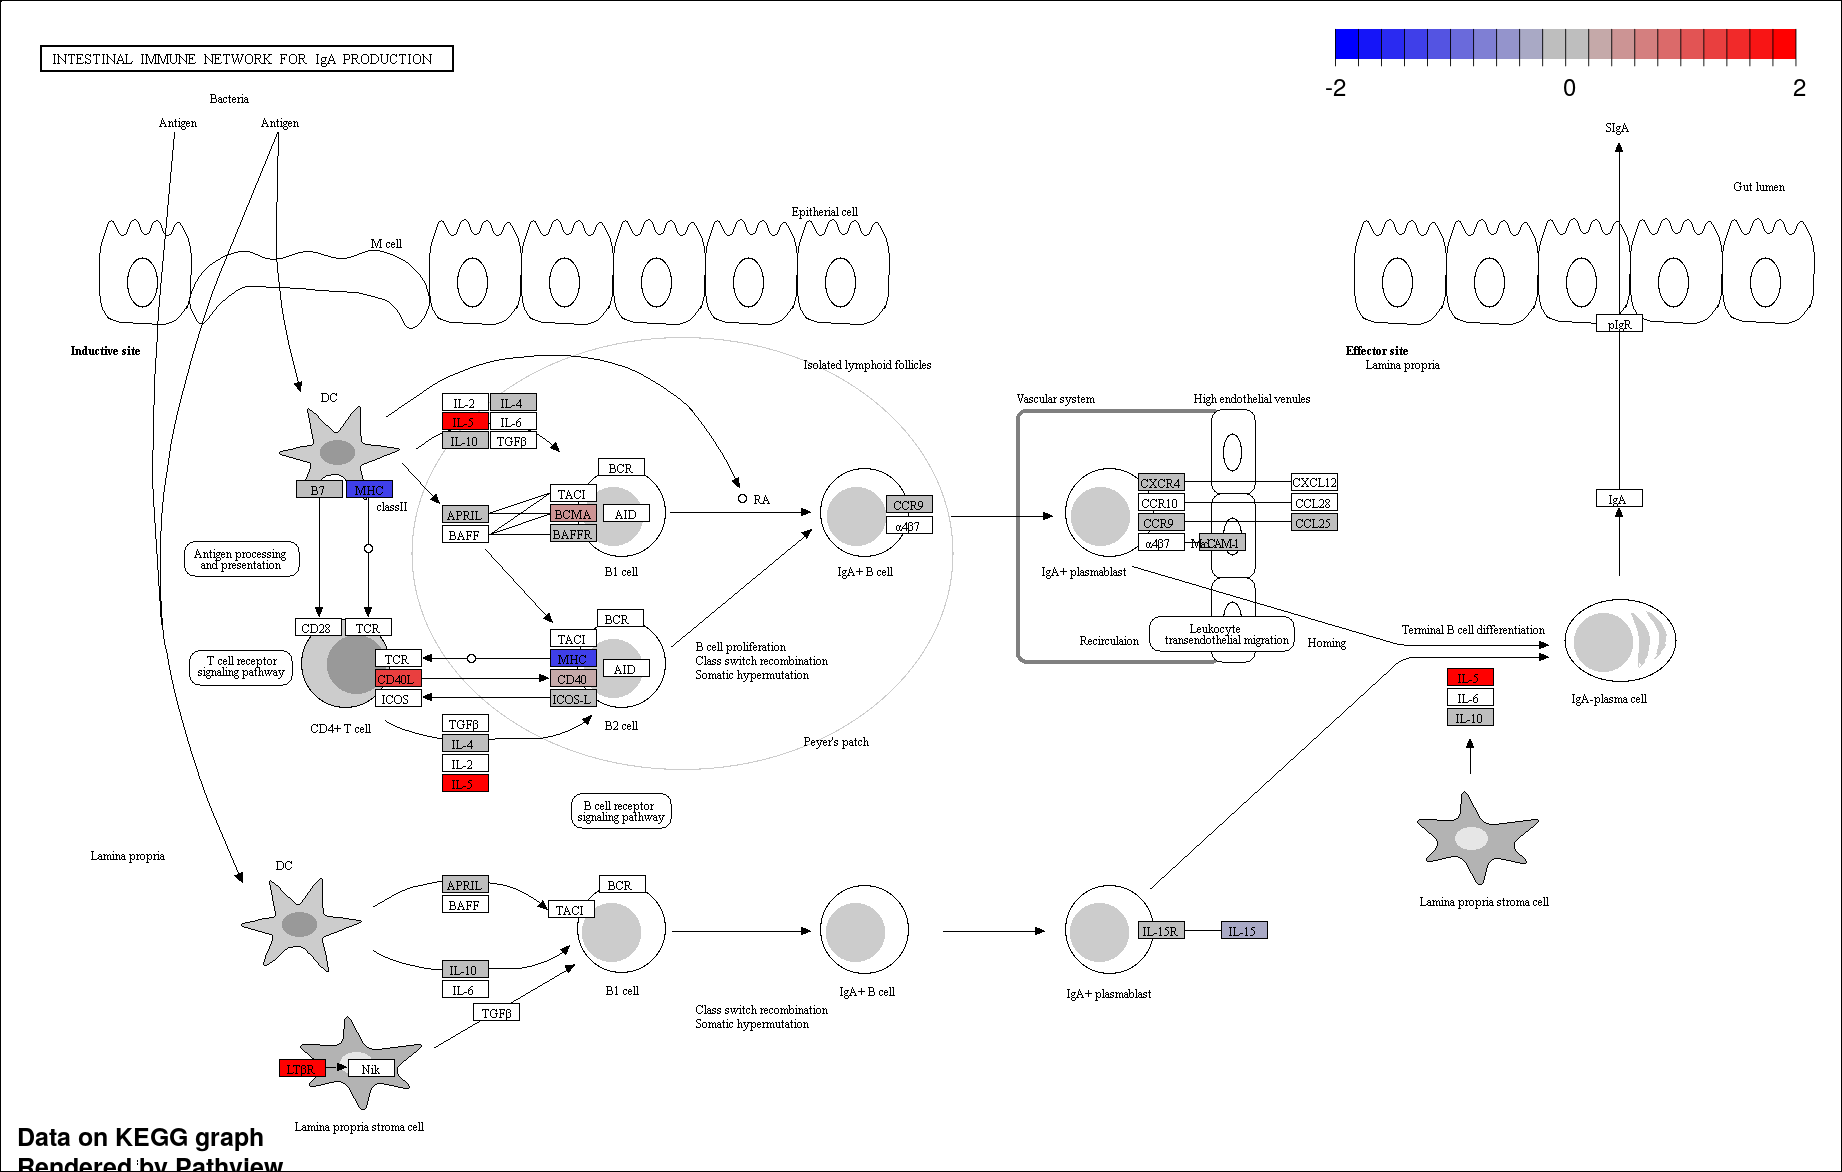 INTESTINAL IMMUNE NETWORK FOR IgA PRODUCTION
-2 0 2
Bacteria
Antigen Antigen
SIgA
Gut lumen
Epitherial cell
M cell
pIgR
Inductive site
Effector site
Lamina propria
Isolated lymphoid follicles
DC
Vascular system
High endothelial venules
IL-2 IL-4
IL-5 IL-6
IL-10 TGFβ
BCR
B7 MHC
classII
TACI
BCMA AID
BAFFR
APRIL
BAFF
RA
CCR9
α4β7
CXCR4 CXCL12
CCR10 CCL28
CCR9 CCL25
α4β7 CAM-1
IgA
Antigen processing
and presentation
B1 cell
IgA+ B cell
IgA+ plasmablast
CD28 TCR
BCR
TACI
TCR MHC
CD40L CD40
ICOS ICOS-L
AID
T cell receptor
signaling pathway
B cell proliferation
Class switch recombination
Somatic hypermutation
Recirculaion
Leukocyte
transendothelial migration
Homing
Terminal B cell differentiation
IL-5
IL-6
IL-10
IgA-plasma cell
CD4+ T cell
B2 cell
TGFβ
IL-4
IL-2
IL-5
Peyer's patch
B cell receptor
signaling pathway
Lamina propria
DC
APRIL
BAFF
BCR
TACI
IL-10
IL-6
TGFβ
B1 cell
IgA+ B cell
IL-15R IL-15
IgA+ plasmablast
Lamina propria stroma cell
Class switch recombination
Somatic hypermutation
LTβR Nik
Lamina propria stroma cell
Data on KEGG graph
Rendered by Pathview